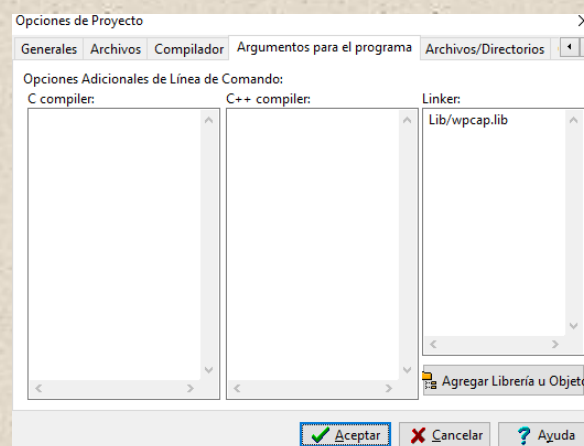 Opciones de Proyecto
Generales Archivos Compilador Argumentos para el programa Archivos/Directorios
Opciones Adicionales de Línea de Comando:
C compiler: C++ compiler: Linker:
Lib/wpcap.lib
Agregar Librería u Objeto
Aceptar Cancelar Ayuda